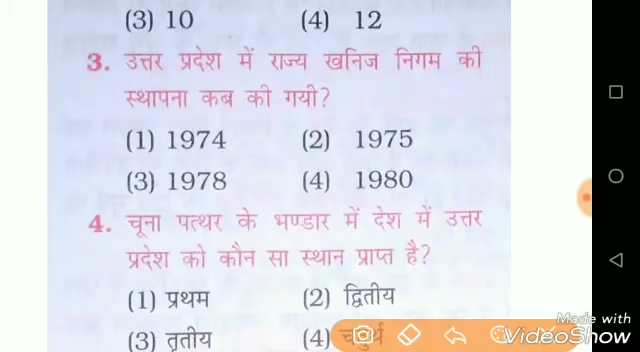 (3) 10 (4) 12
3. उत्तर प्रदेश में राज्य खनिज निगम की
स्थापना कब की गयी?
(1) 1974 (2) 1975
(3) 1978 (4) 1980
4. चूना पत्थर के भण्डार में देश में उत्तर
प्रदेश को कौन सा स्थान प्राप्त है?
(1) प्रथम (2) द्वितीय
(3) तृतीय (4) चतुर्थ
Made with
VideoShow